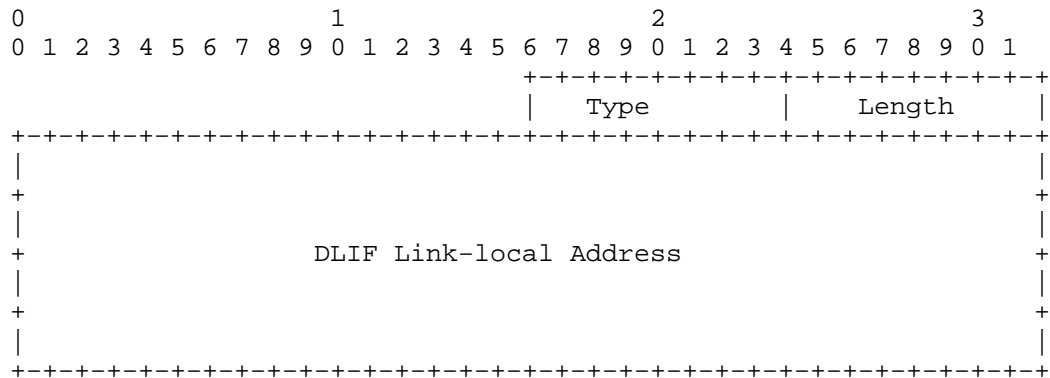 0                   1                   2                   3
0 1 2 3 4 5 6 7 8 9 0 1 2 3 4 5 6 7 8 9 0 1 2 3 4 5 6 7 8 9 0 1
                                +-+-+-+-+-+-+-+-+-+-+-+-+-+-+-+-+
                                |   Type        |    Length     |
+-+-+-+-+-+-+-+-+-+-+-+-+-+-+-+-+-+-+-+-+-+-+-+-+-+-+-+-+-+-+-+-+
|                                                               |
+                                                               +
|                                                               |
+                  DLIF Link-local Address                      +
|                                                               |
+                                                               +
|                                                               |
+-+-+-+-+-+-+-+-+-+-+-+-+-+-+-+-+-+-+-+-+-+-+-+-+-+-+-+-+-+-+-+-+